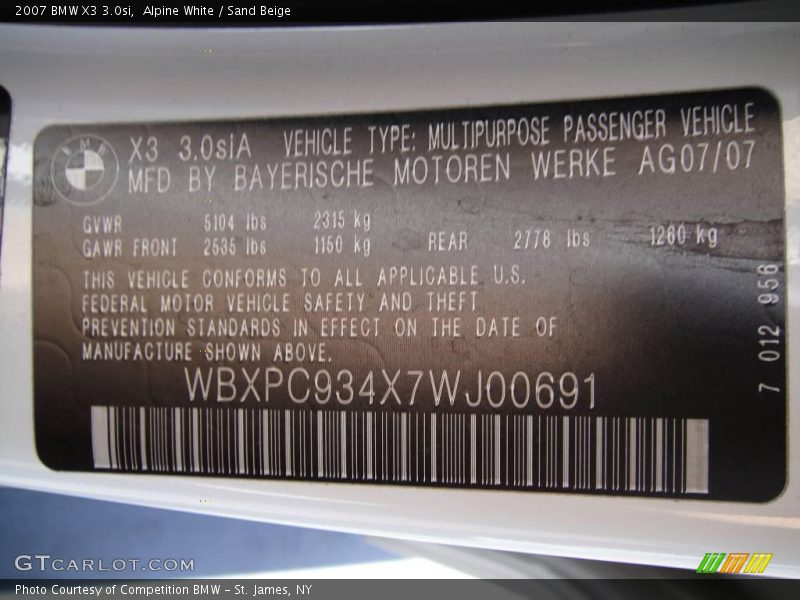 2007 BMW X3 3.0si, Alpine White / Sand Beige
BMW
X3 3.0siA VEHICLE TYPE: MULTIPURPOSE PASSENGER VEHICLE
MFD BY BAYERISCHE MOTOREN WERKE AG07/07
GVWR 5104 lbs 2315 kg
GAWR FRONT 2535 lbs 1150 kg REAR 2778 lbs 1260 kg
THIS VEHICLE CONFORMS TO ALL APPLICABLE U.S.
FEDERAL MOTOR VEHICLE SAFETY AND THEFT
PREVENTION STANDARDS IN EFFECT ON THE DATE OF
MANUFACTURE SHOWN ABOVE.
WBXPC934X7WJ00691
7 012 956
GTCARLOT.COM
Photo Courtesy of Competition BMW – St. James, NY